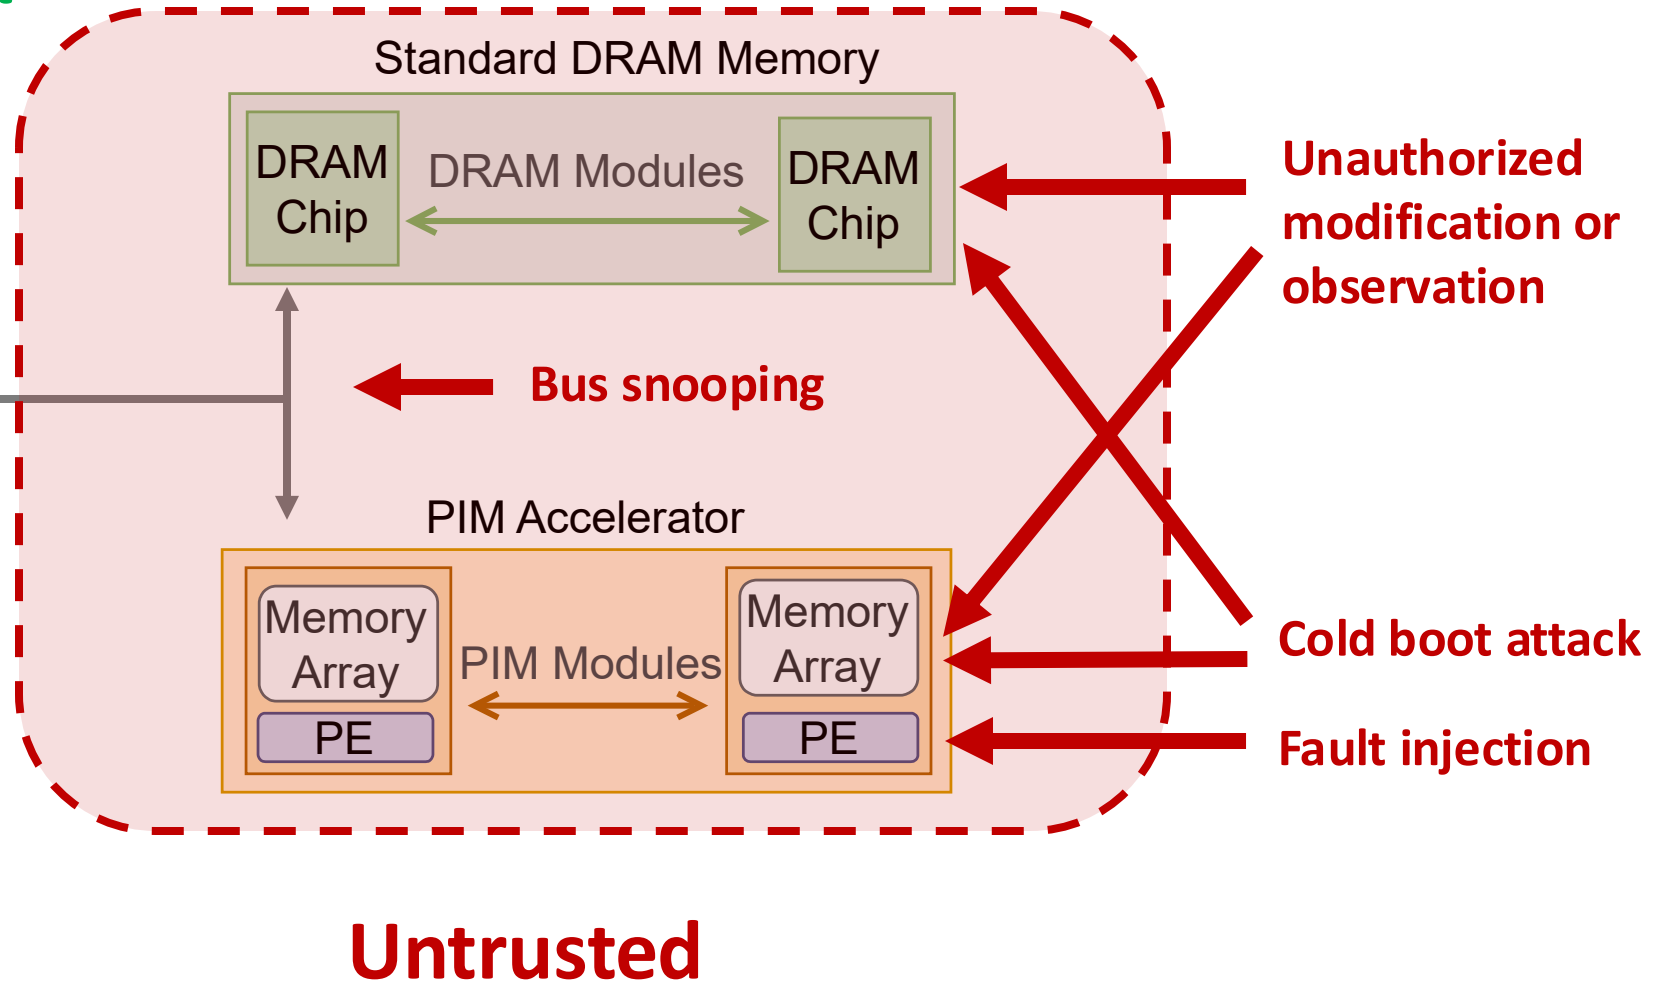 Standard DRAM Memory
DRAM
Chip
DRAM Modules
DRAM
Chip
Unauthorized
modification or
observation
Bus snooping
PIM Accelerator
Memory
Array
PE
PIM Modules
Memory
Array
PE
Cold boot attack
Fault injection
Untrusted